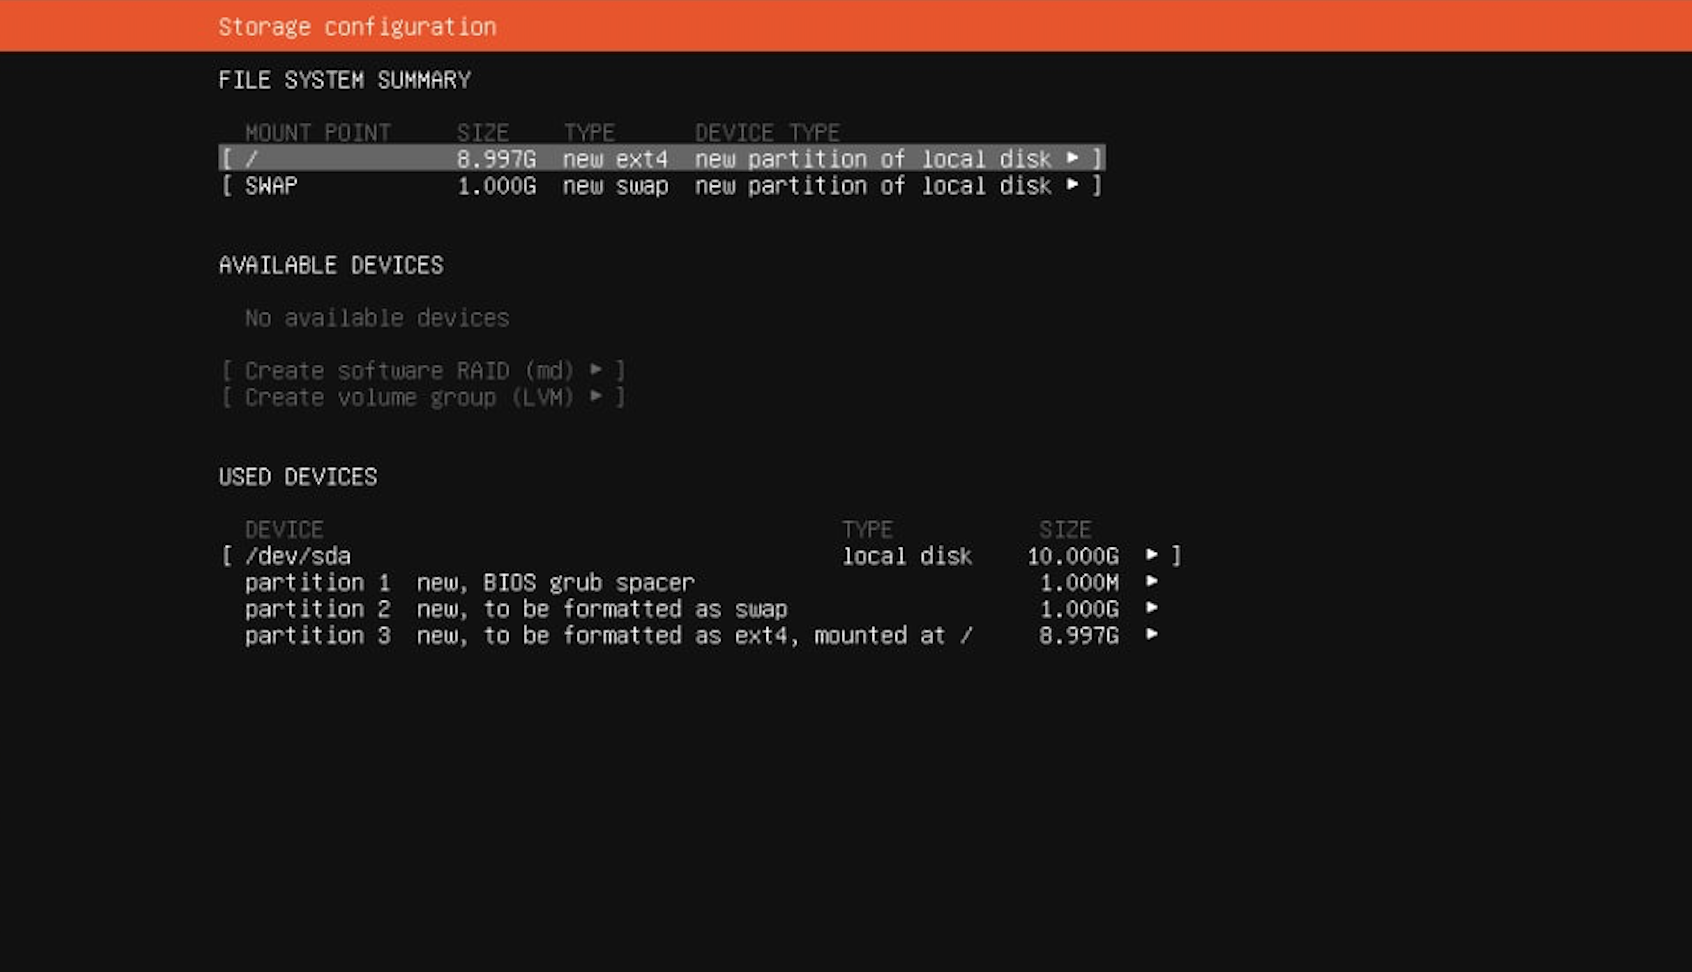 Storage configuration
FILE SYSTEM SUMMARY
MOUNT POINT SIZE TYPE DEVICE TYPE
[ / 8.997G new ext4 new partition of local disk ▸ ]
[ SWAP 1.000G new swap new partition of local disk ▸ ]
AVAILABLE DEVICES
No available devices
[ Create software RAID (md) ▸ ]
[ Create volume group (LVM) ▸ ]
USED DEVICES
DEVICE TYPE SIZE
[ /dev/sda local disk 10.000G ▸ ]
partition 1 new, BIOS grub spacer 1.000M ▸
partition 2 new, to be formatted as swap 1.000G ▸
partition 3 new, to be formatted as ext4, mounted at / 8.997G ▸